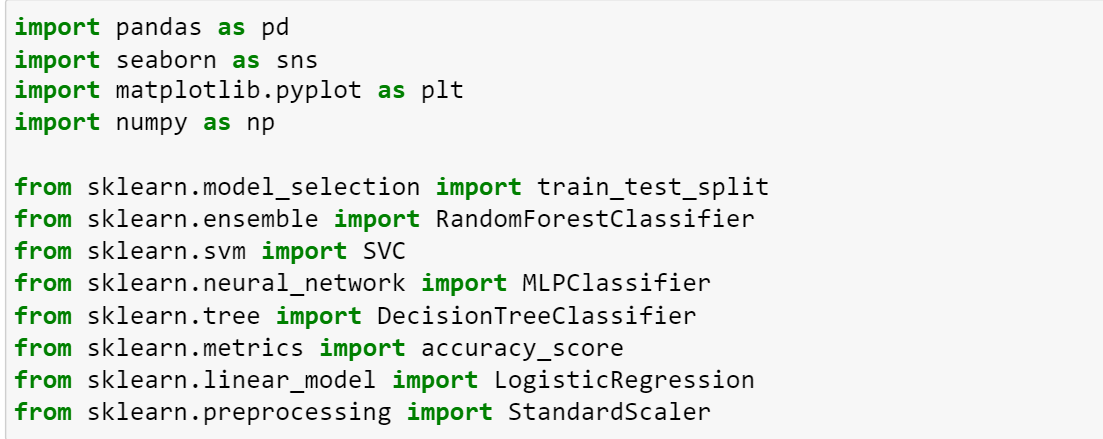 import pandas as pd
import seaborn as sns
import matplotlib.pyplot as plt
import numpy as np
from sklearn.model_selection import train_test_split
from sklearn.ensemble import RandomForestClassifier
from sklearn.svm import SVC
from sklearn.neural_network import MLPClassifier
from sklearn.tree import DecisionTreeClassifier
from sklearn.metrics import accuracy_score
from sklearn.linear_model import LogisticRegression
from sklearn.preprocessing import StandardScaler